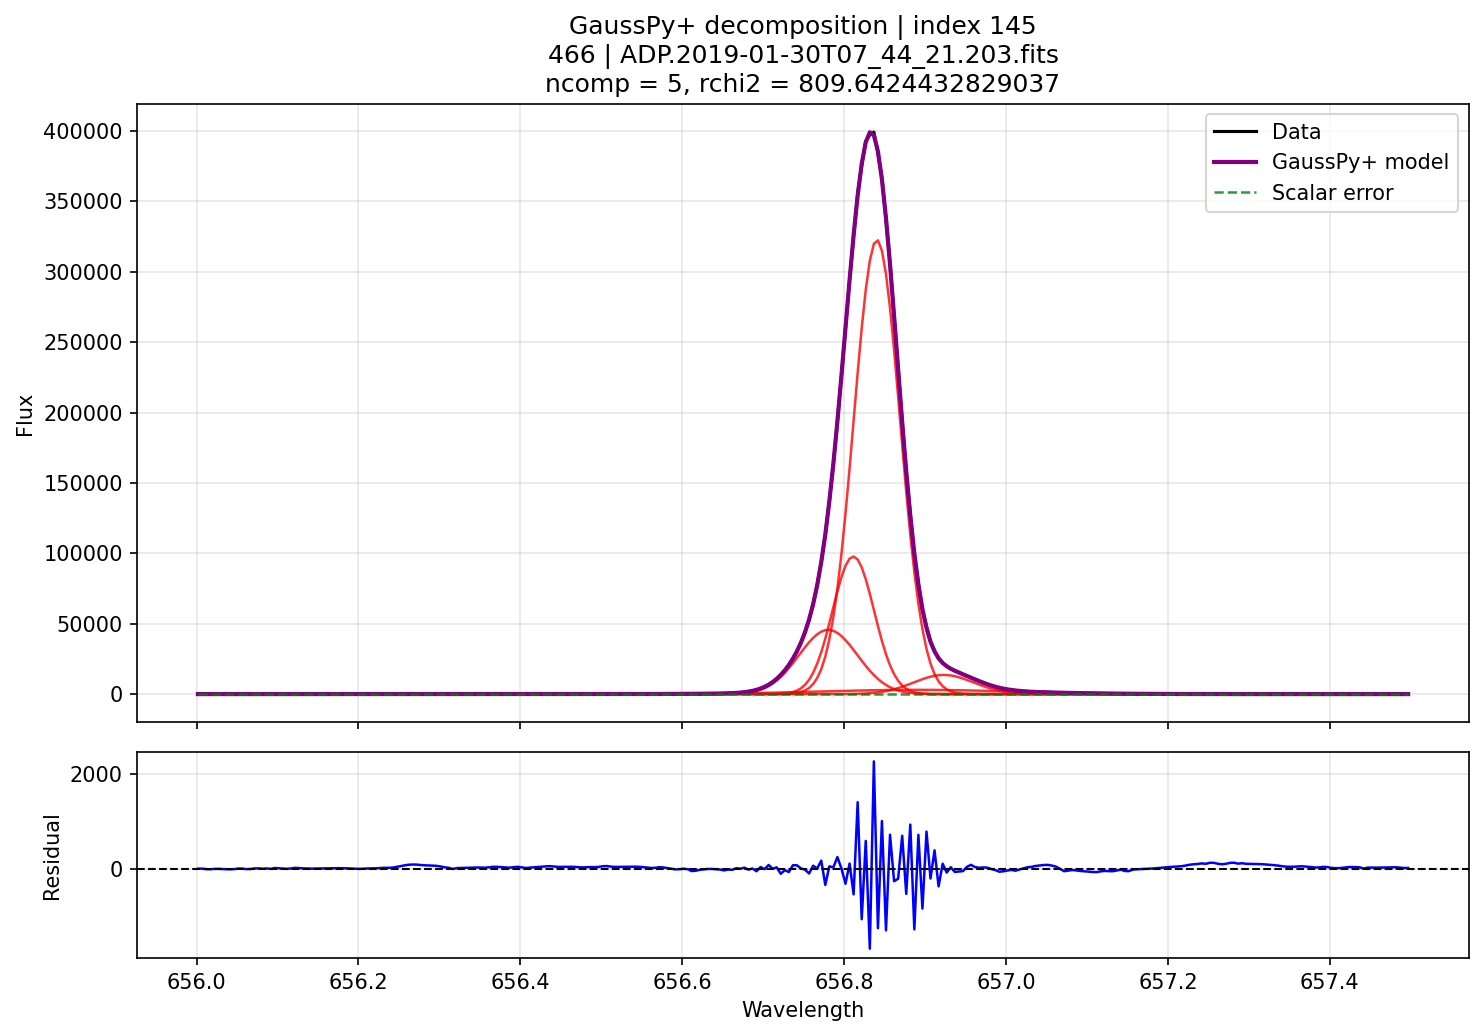 GaussPy+ decomposition | index 145
466 | ADP.2019-01-30T07_44_21.203.fits
ncomp = 5, rchi2 = 809.6424432829037
Data
GaussPy+ model
Scalar error
400000
350000
300000
250000
200000
150000
100000
50000
0
Flux
2000
0
Residual
656.0 656.2 656.4 656.6 656.8 657.0 657.2 657.4
Wavelength